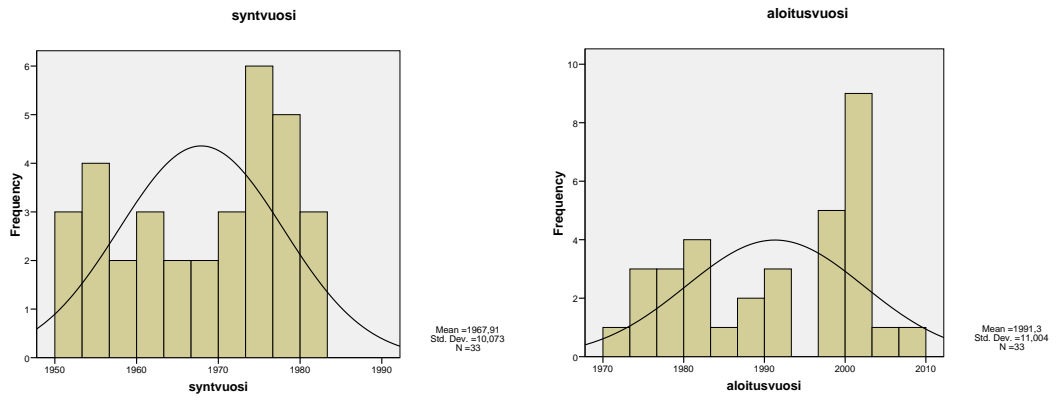 syntvuosi
6
5
4
3
2
1
0
Frequency
1950 1960 1970 1980 1990
syntvuosi
Mean =1967,91
Std. Dev. =10,073
N =33
aloitusvuosi
10
8
6
4
2
0
Frequency
1970 1980 1990 2000 2010
aloitusvuosi
Mean =1991,3
Std. Dev. =11,004
N =33